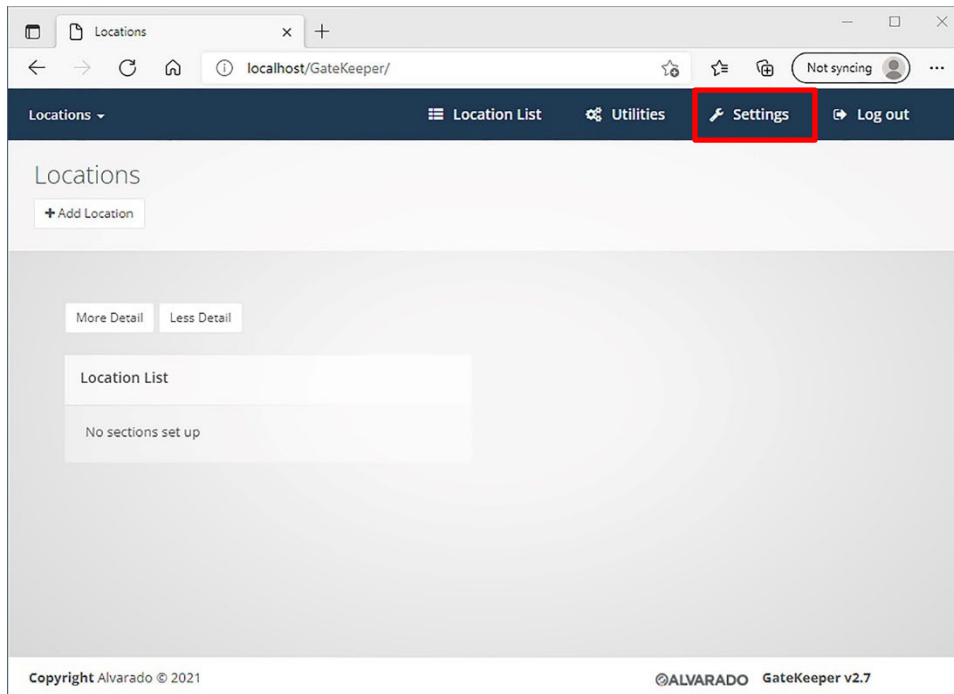 Locations
localhost/GateKeeper/
Not syncing
Locations
Location List
Utilities
Settings
Log out
Locations
Add Location
More Detail
Less Detail
Location List
No sections set up
Copyright Alvarado © 2021
ALVARADO
GateKeeper v2.7